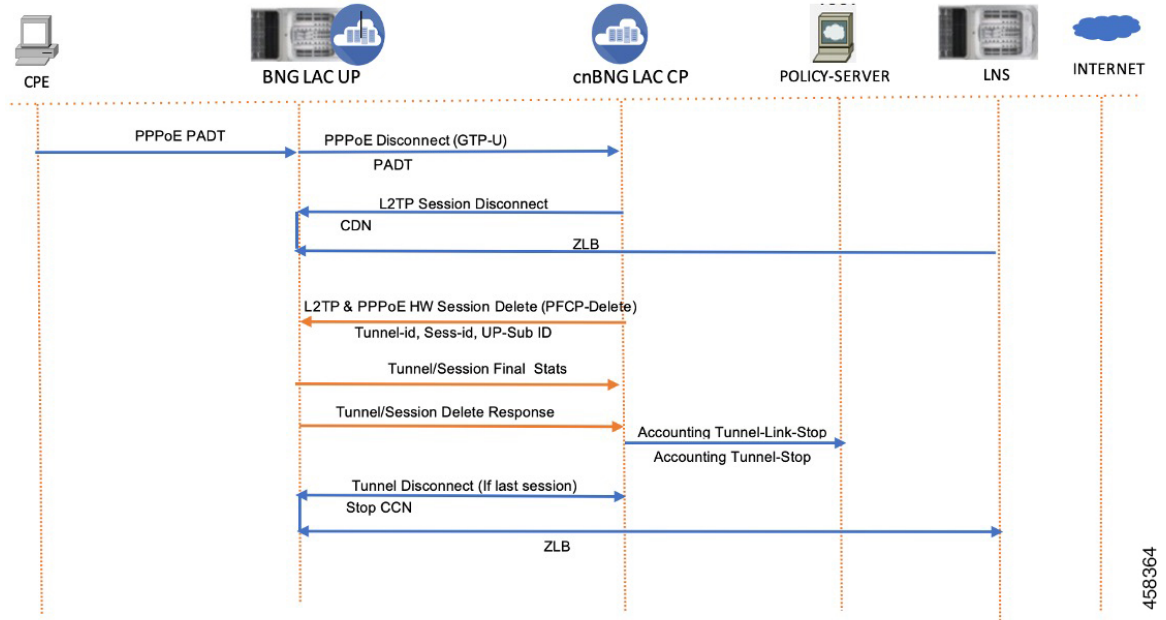 CPE
BNG LAC UP
cnBNG LAC CP
POLICY-SERVER
LNS
INTERNET
PPPoE PADT
PPPoE Disconnect (GTP-U)
PADT
L2TP Session Disconnect
CDN
ZLB
L2TP & PPPoE HW Session Delete (PFCP-Delete)
Tunnel-id, Sess-id, UP-Sub ID
Tunnel/Session Final Stats
Tunnel/Session Delete Response
Accounting Tunnel-Link-Stop
Accounting Tunnel-Stop
Tunnel Disconnect (If last session)
Stop CCN
ZLB
458364